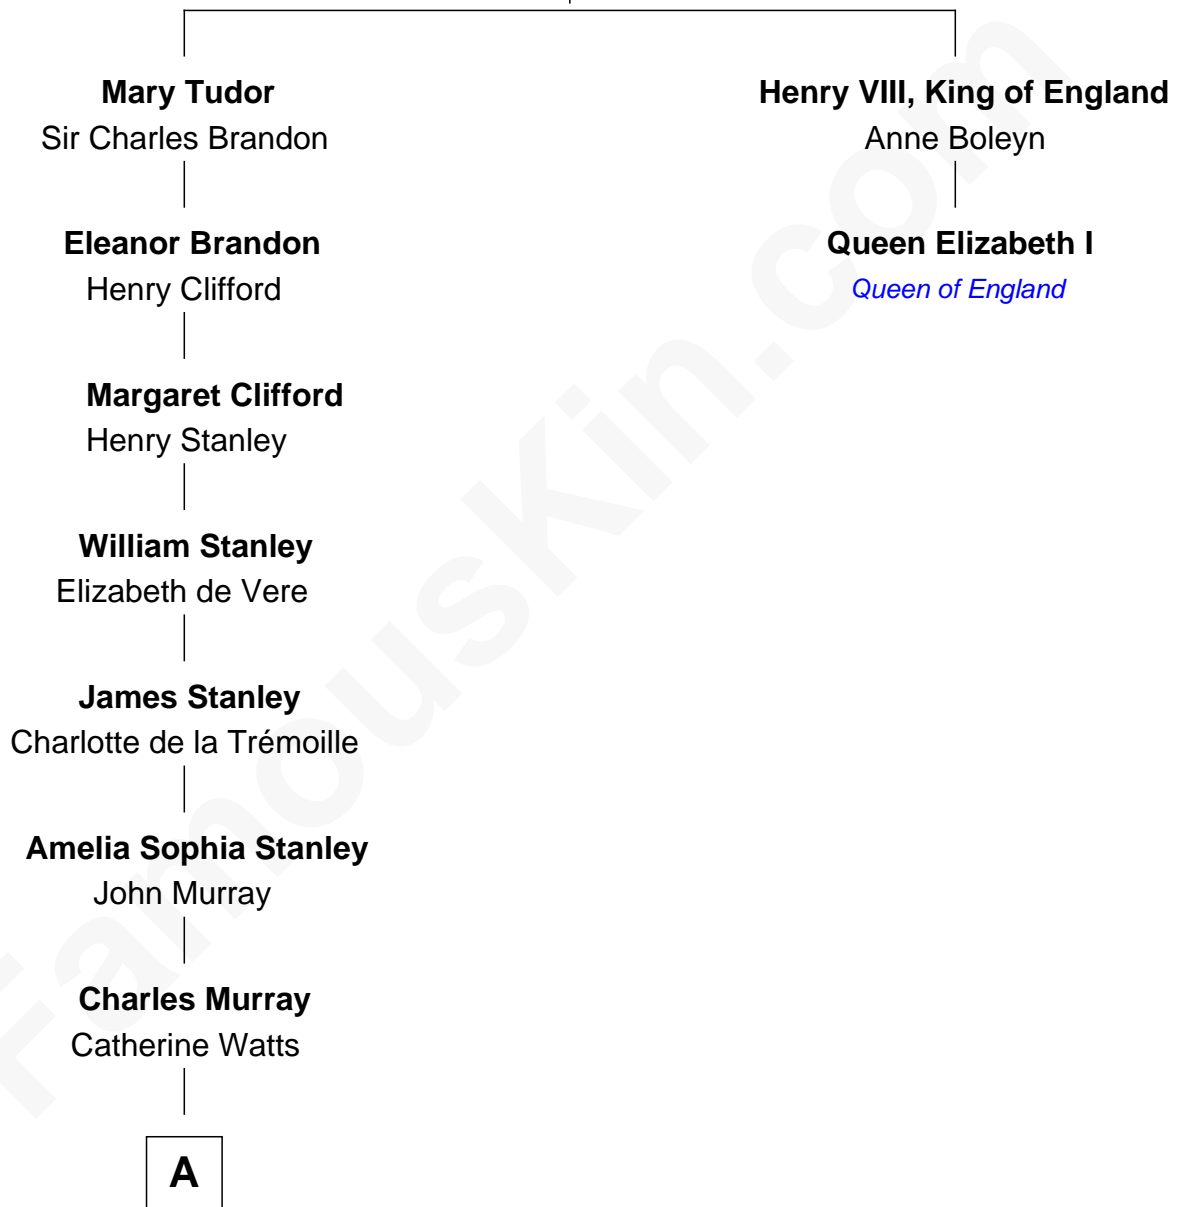 Mary Tudor
Sir Charles Brandon
Henry VIII, King of England
Anne Boleyn
Eleanor Brandon
Henry Clifford
Queen Elizabeth I
Queen of England
Margaret Clifford
Henry Stanley
William Stanley
Elizabeth de Vere
James Stanley
Charlotte de la Trémoille
Amelia Sophia Stanley
John Murray
Charles Murray
Catherine Watts
A
FamousKin.com